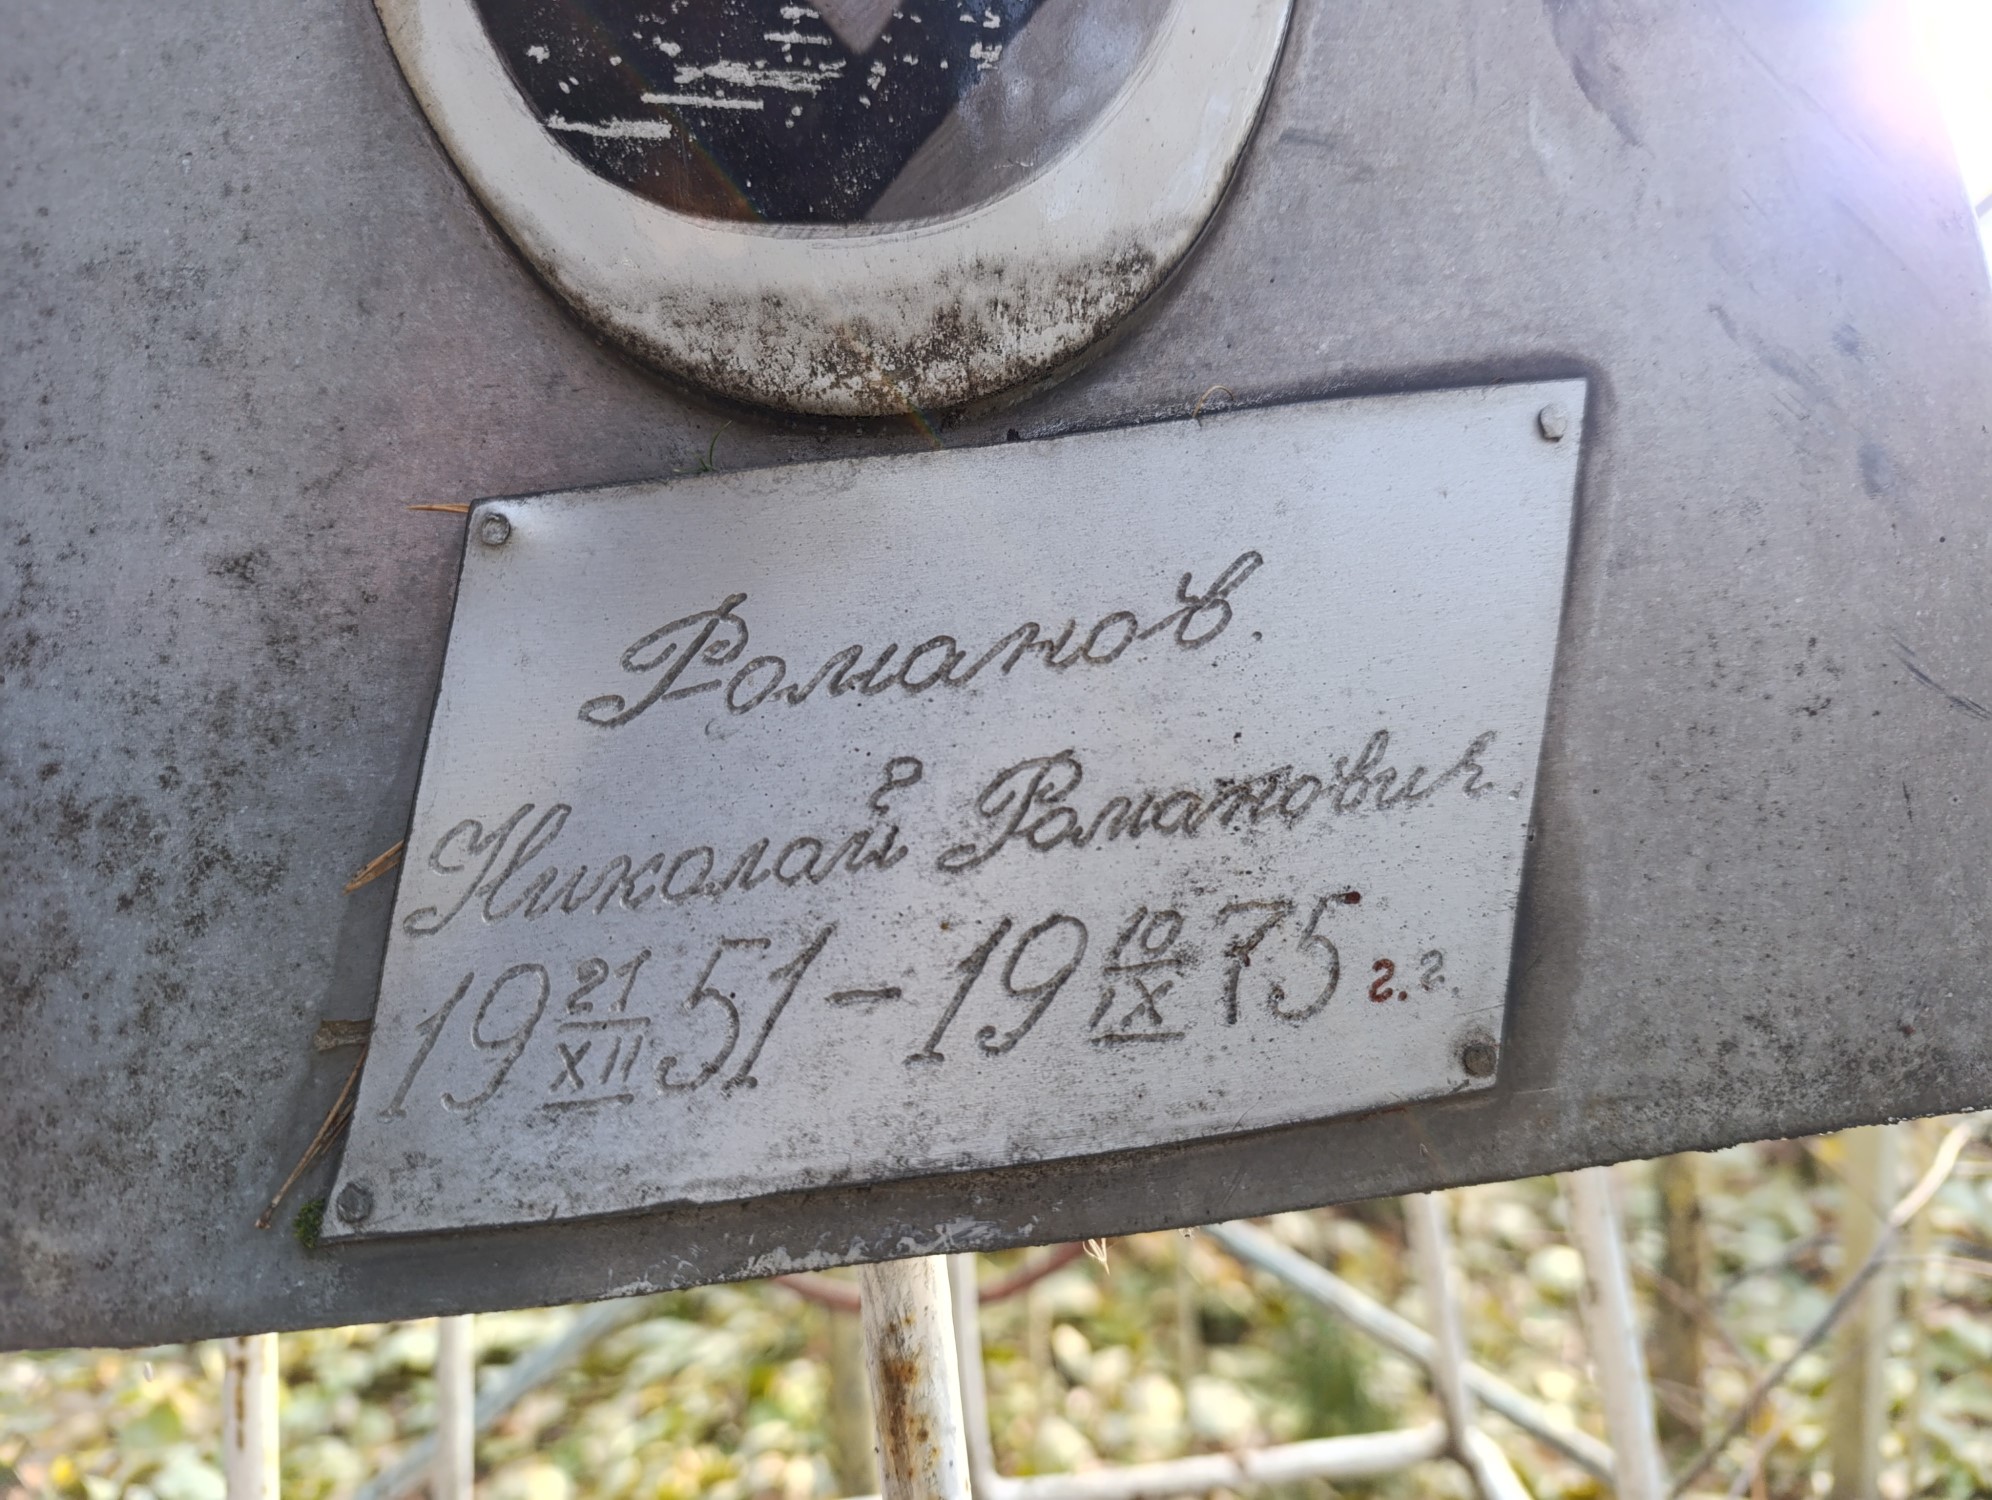 Романов.
Николай Романович.
19 21/XII 51 - 19 10/IX 75 г.г.